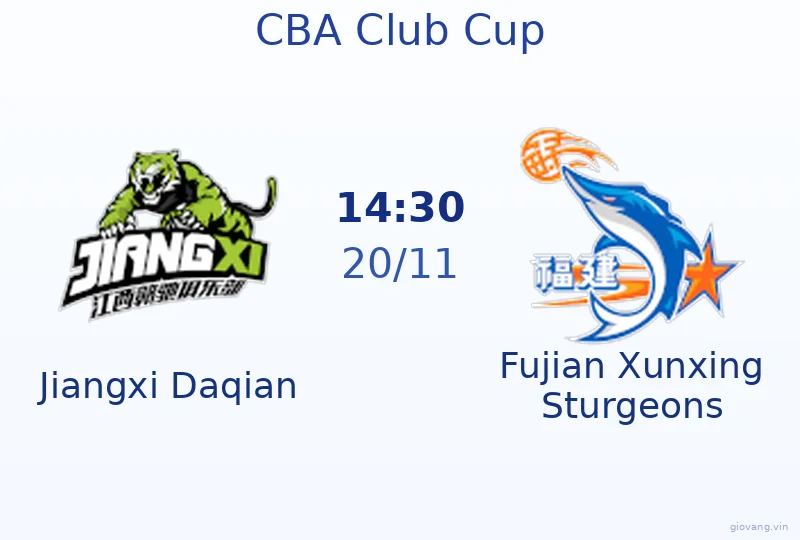 CBA Club Cup
14:30
20/11
JIANGXI
福建
Jiangxi Daqian
Fujian Xunxing
Sturgeons
giovang.vin